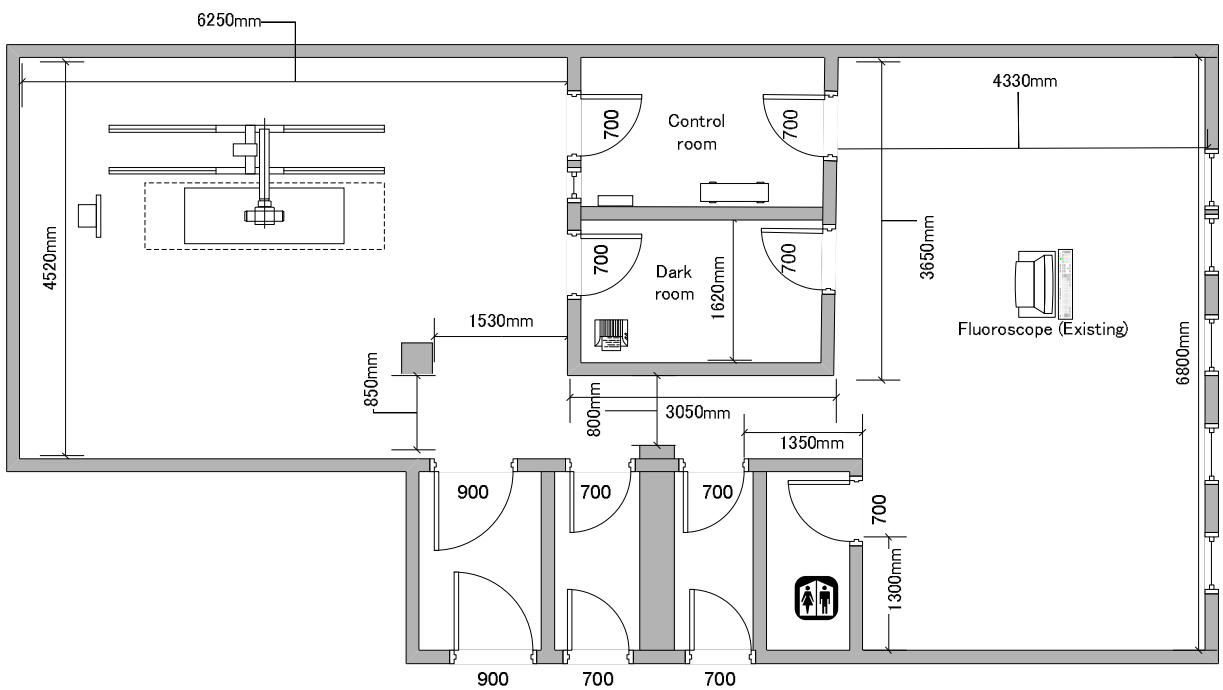 6250mm
4330mm
700
Control
room
700
4520mm
3650mm
700
Dark
room
1620mm
700
Fluoroscope (Existing)
1530mm
6800mm
850mm
800mm
3050mm
1350mm
900
700
700
700
1300mm
900
700
700